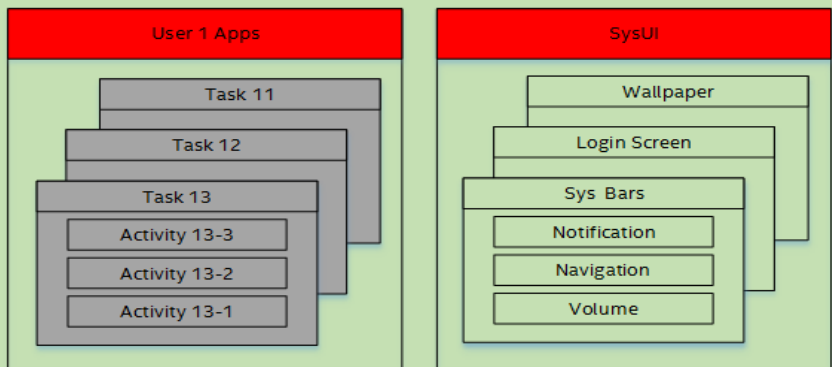 User 1 Apps
Task 11
Task 12
Task 13
Activity 13-3
Activity 13-2
Activity 13-1
SysUI
Wallpaper
Login Screen
Sys Bars
Notification
Navigation
Volume